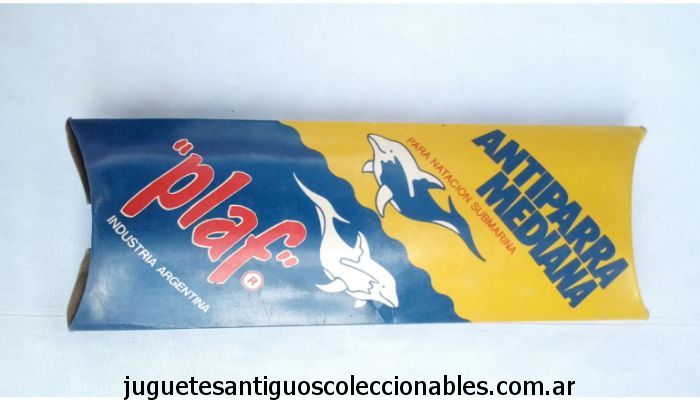 "plaf"
®
INDUSTRIA ARGENTINA
PARA NATACION SUBMARINA
ANTIPARRA
MEDIANA
juguetesantiguoscoleccionables.com.ar